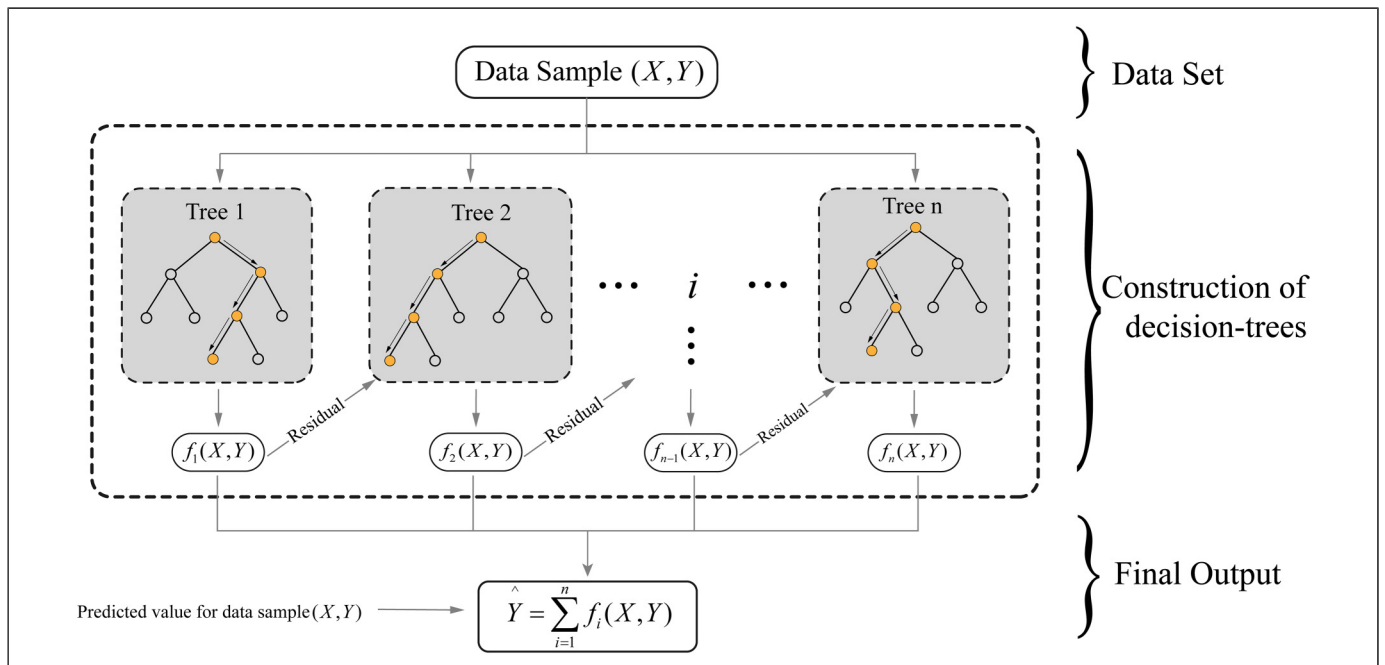 Data Sample (X,Y)
Data Set
Tree 1
Tree 2
Tree n
··· i ···
⋮
Construction of
decision-trees
Residual
Residual
Residual
f₁(X,Y)
f₂(X,Y)
fₙ₋₁(X,Y)
fₙ(X,Y)
Final Output
Predicted value for data sample(X,Y)
Ŷ = ∑ⁿᵢ₌₁ fᵢ(X,Y)